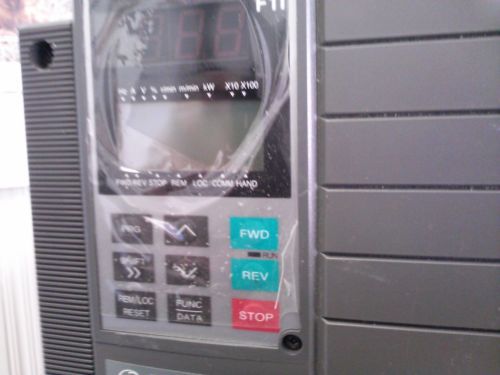 Hz A V % r/min m/min kW X10 X100
FWD REV STOP REM LOC COMM HAND
PRG
FWD
RUN
SHIFT
REV
REM/LOC
RESET
FUNC
DATA
STOP